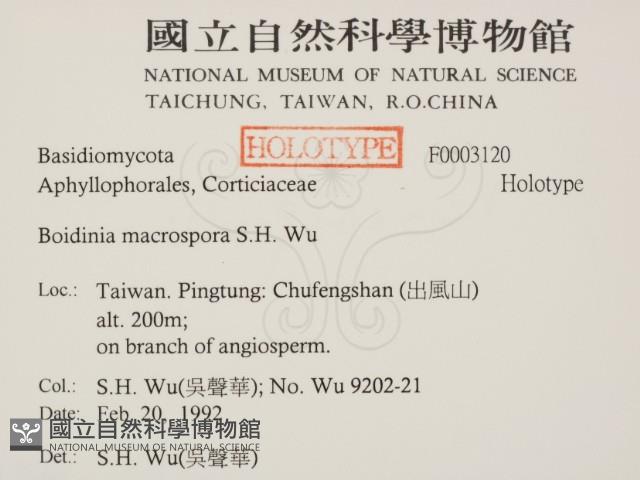 國立自然科學博物館
NATIONAL MUSEUM OF NATURAL SCIENCE
TAICHUNG, TAIWAN, R.O.CHINA
Basidiomycota HOLOTYPE F0003120
Aphyllophorales, Corticiaceae Holotype
Boidinia macrospora S.H. Wu
Loc.: Taiwan. Pingtung: Chufengshan (出風山)
alt. 200m;
on branch of angiosperm.
Col.: S.H. Wu(吳聲華); No. Wu 9202-21
Date: Feb. 20, 1992
國立自然科學博物館
NATIONAL MUSEUM OF NATURAL SCIENCE
Det.: S.H. Wu(吳聲華)